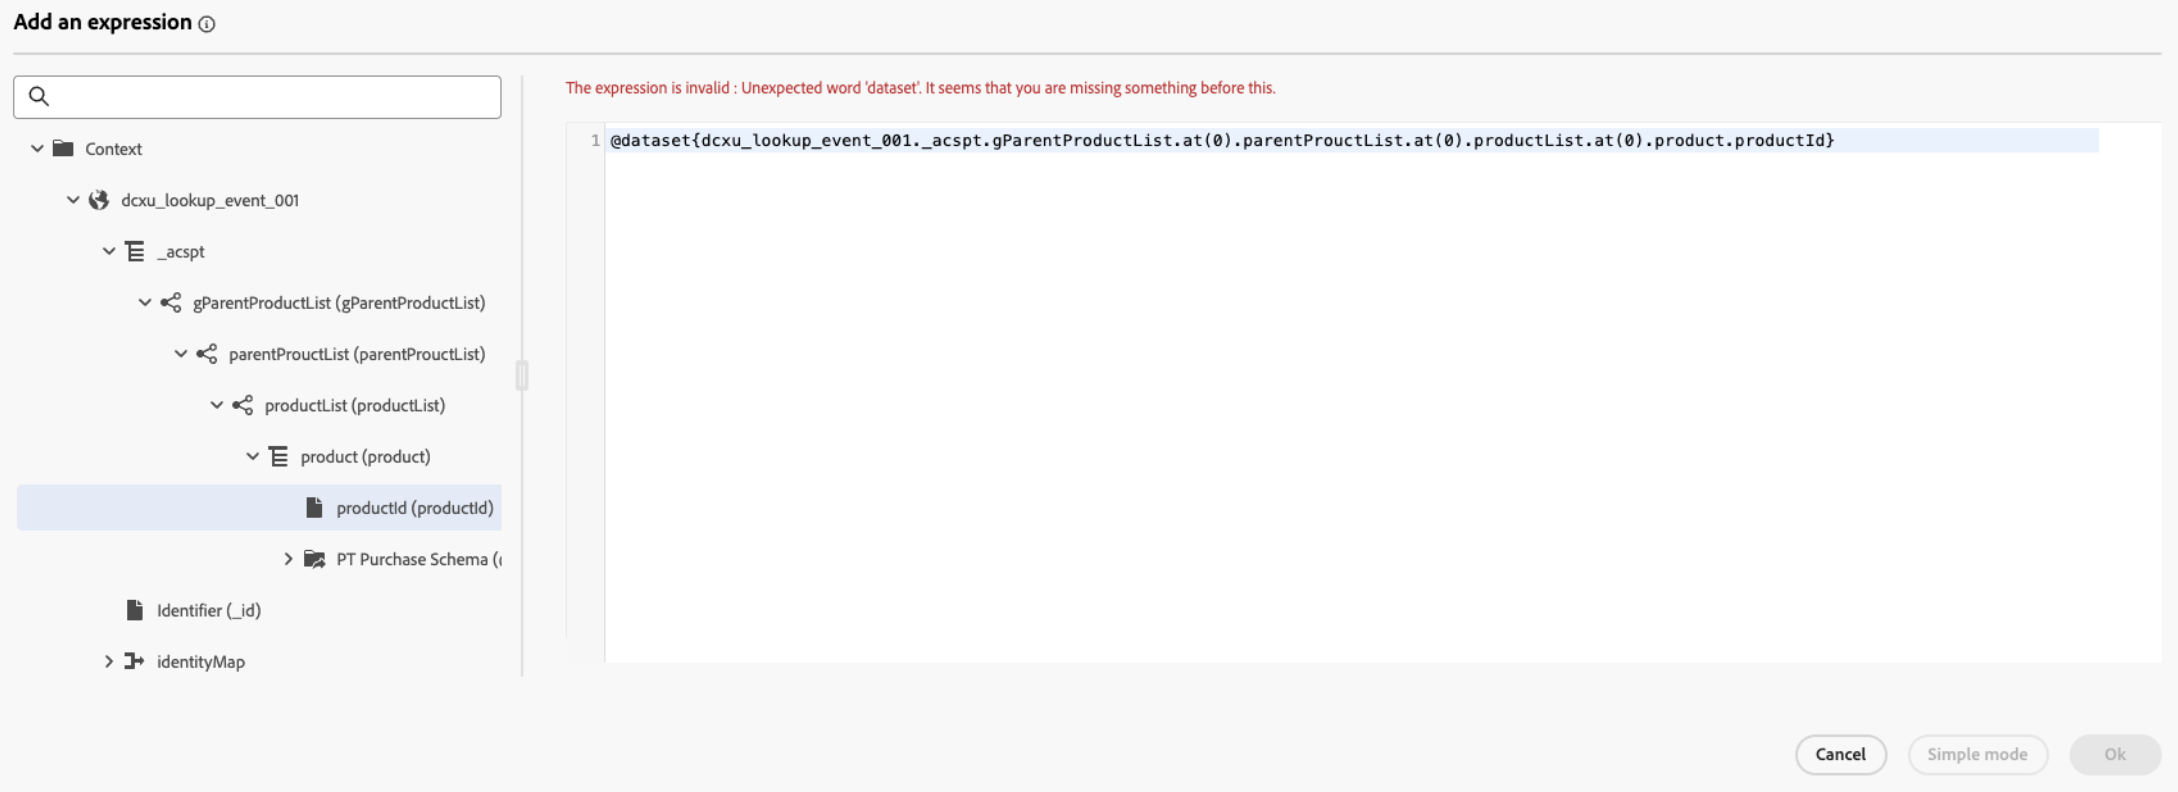 Add an expression
The expression is invalid : Unexpected word 'dataset'. It seems that you are missing something before this.
1 @dataset{dcxu_lookup_event_001._acspt.gParentProductList.at(0).parentProuctList.at(0).productList.at(0).product.productId}
Context
dcxu_lookup_event_001
_acspt
gParentProductList (gParentProductList)
parentProuctList (parentProuctList)
productList (productList)
product (product)
productId (productId)
PT Purchase Schema (
Identifier (_id)
identityMap
Cancel
Simple mode
Ok